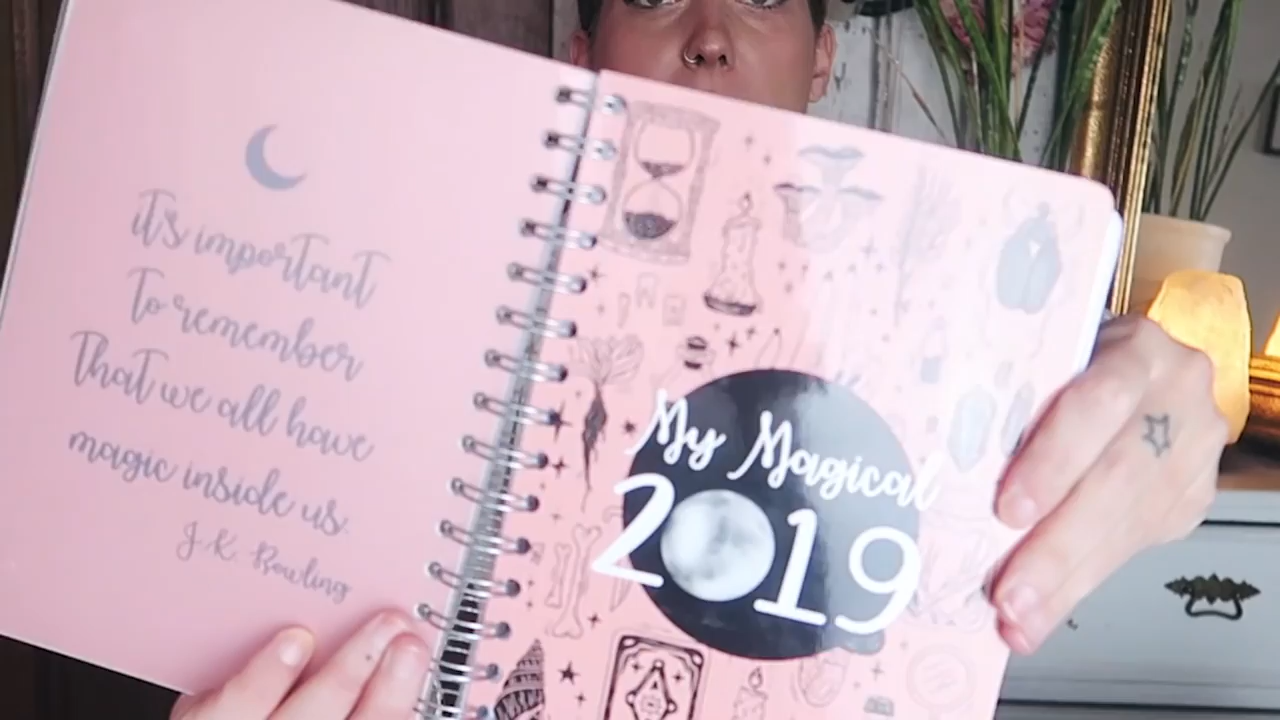 it's important
To remember
That we all have
magic inside us.
J.K. Rowling
My Magical
2019